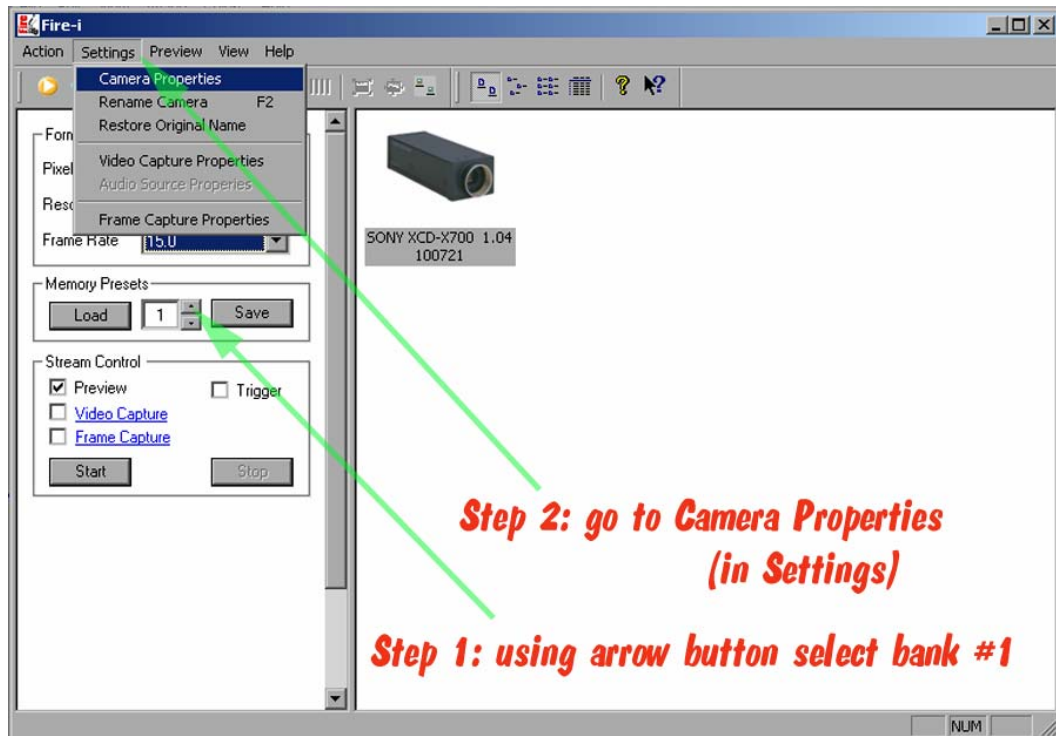 Fire-i
Action Settings Preview View Help
Camera Properties
Rename Camera F2
Restore Original Name
Video Capture Properties
Audio Source Properies
Frame Capture Properties
Form
Pixel
Reso
Frame Rate 15.0
Memory Presets
Load 1 Save
Stream Control
Preview Trigger
Video Capture
Frame Capture
Start Stop
SONY XCD-X700 1.04
100721
Step 2: go to Camera Properties
(in Settings)
Step 1: using arrow button select bank #1
NUM